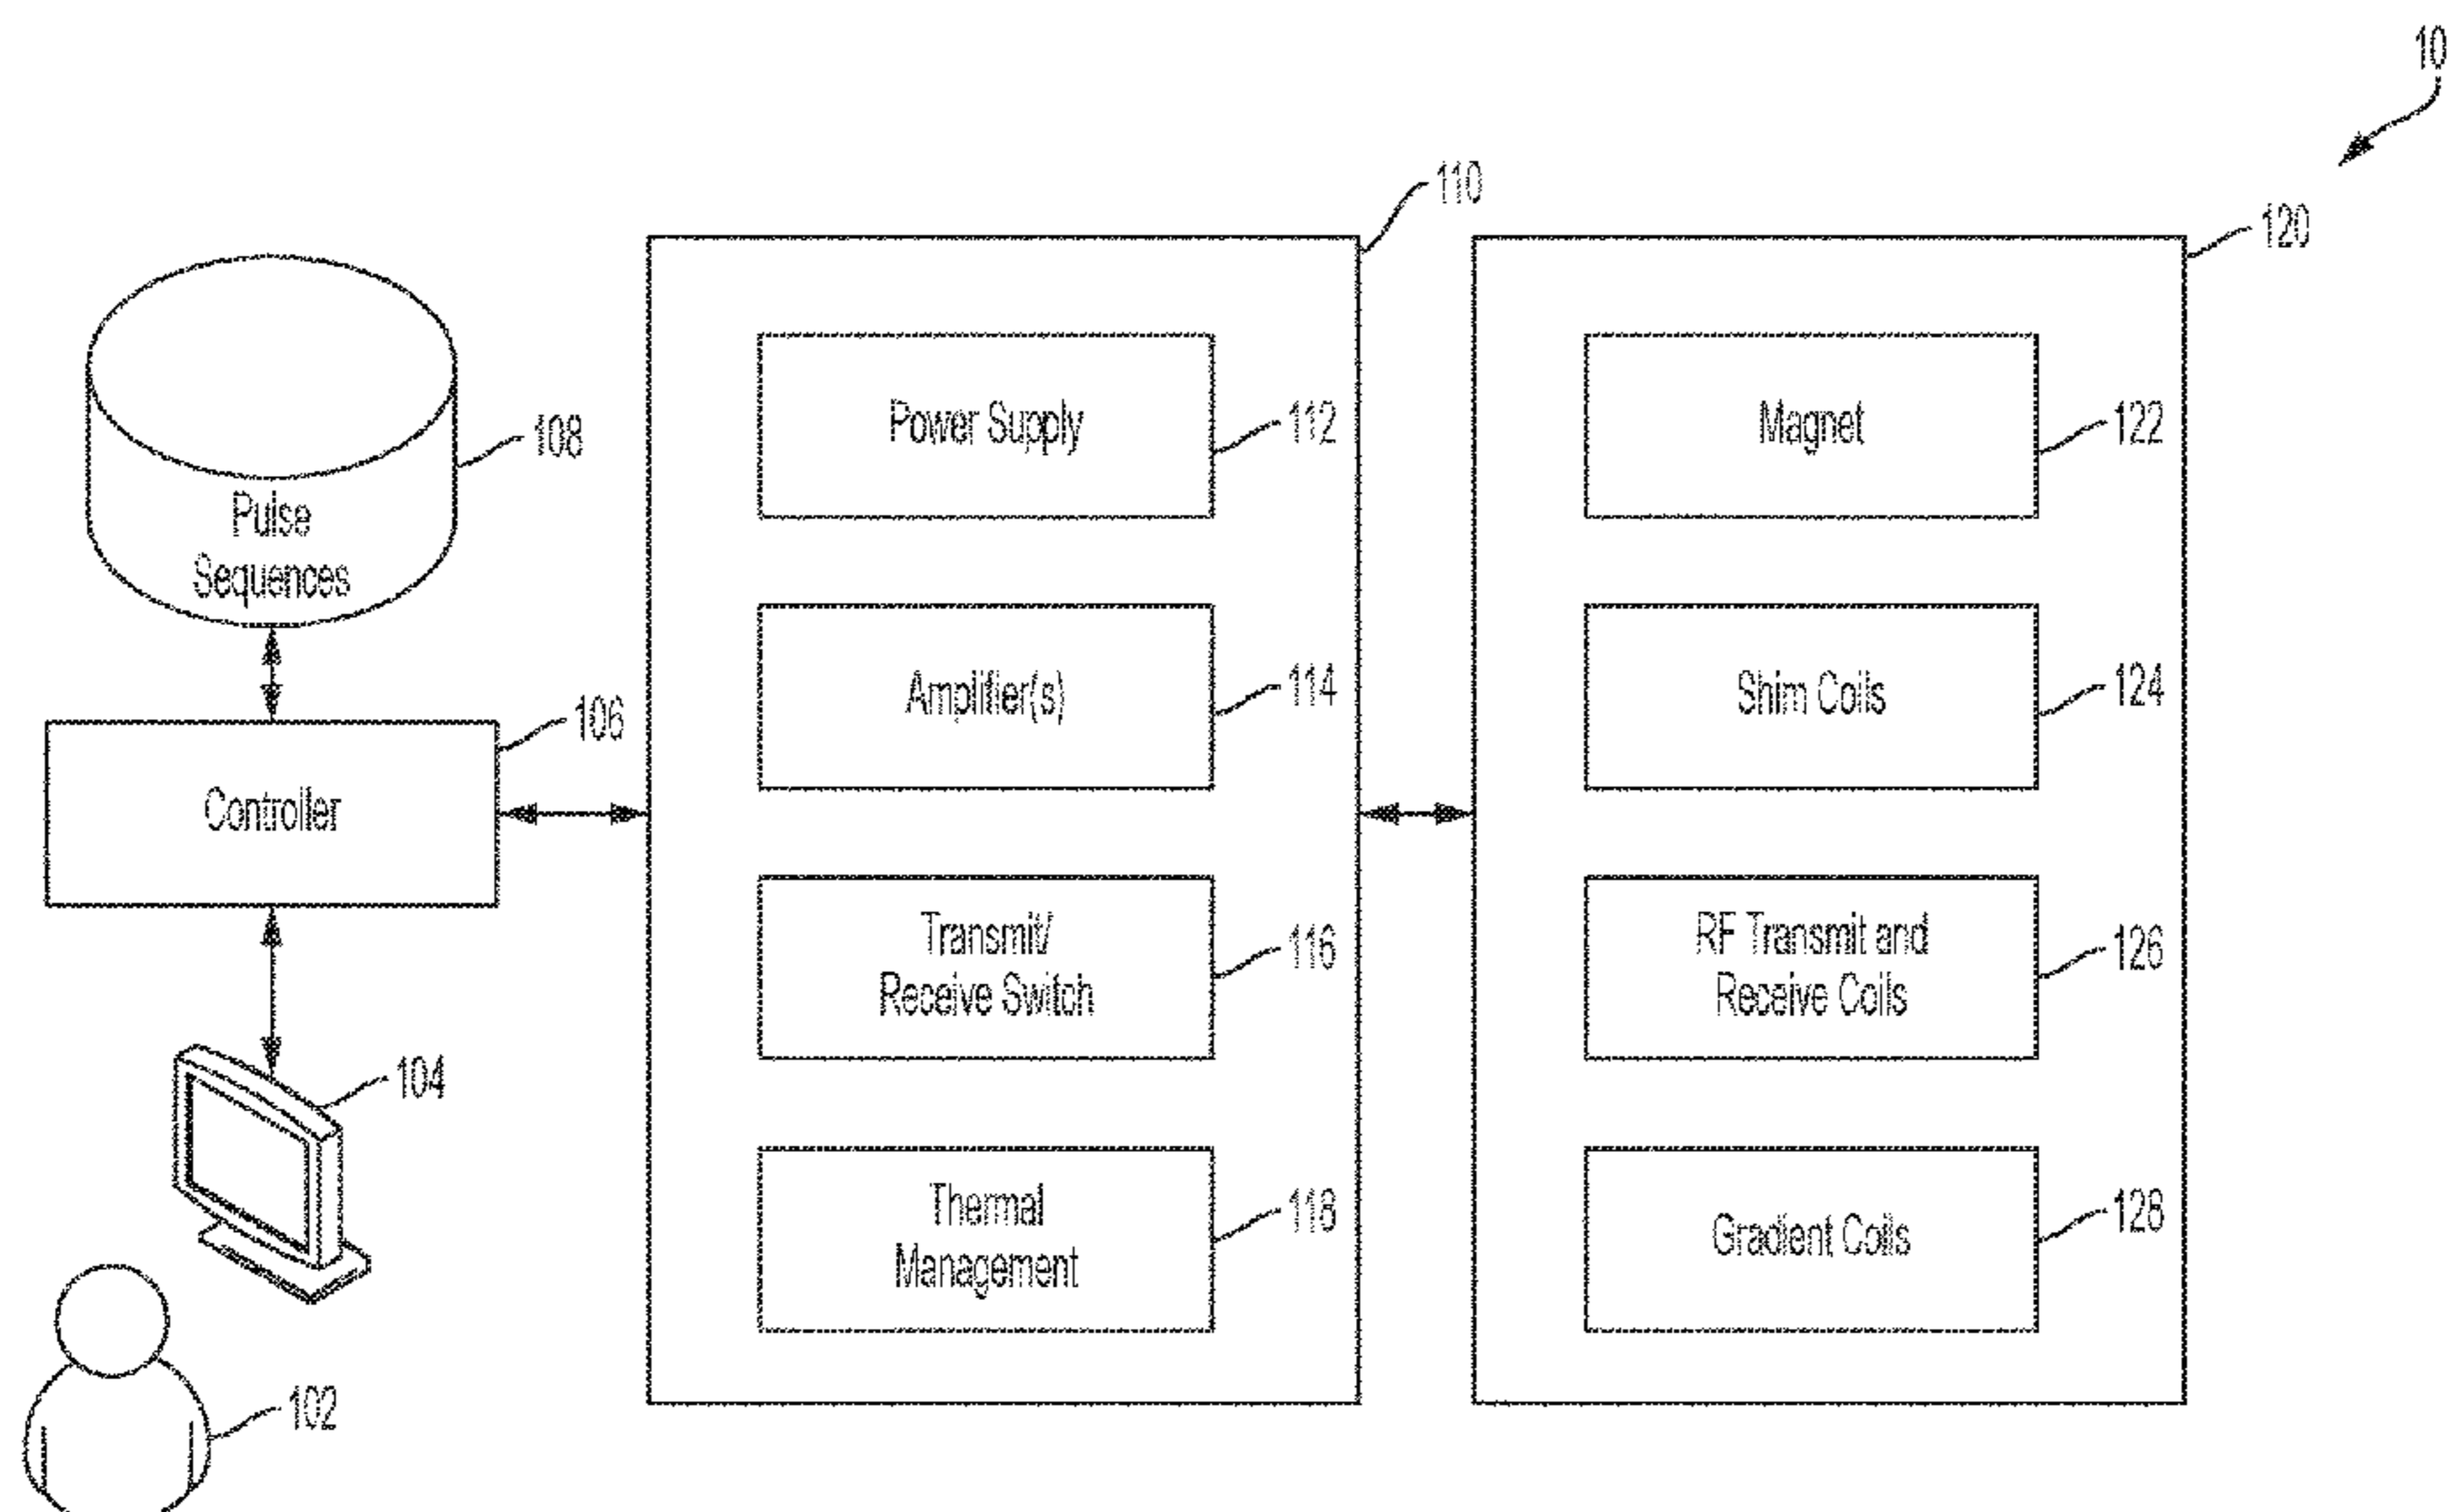 10
110
120
108
Pulse
Sequences
Power Supply
112
Magnet
122
106
Controller
Amplifier(s)
114
Shim Coils
124
Transmit/
Receive Switch
116
RF Transmit and
Receive Coils
126
104
Thermal
Management
118
Gradient Coils
128
102